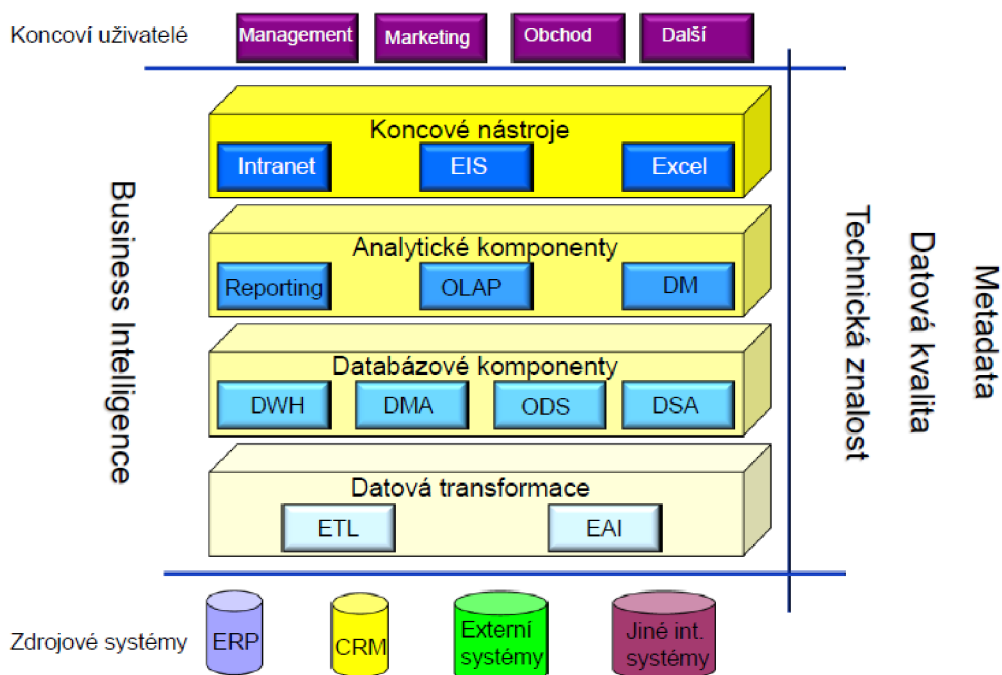 Koncoví uživatelé
Management
Marketing
Obchod
Další
Koncové nástroje
Intranet
EIS
Excel
Analytické komponenty
Reporting
OLAP
DM
Databázové komponenty
DWH
DMA
ODS
DSA
Datová transformace
ETL
EAI
Business Intelligence
Technická znalost
Datová kvalita
Metadata
Zdrojové systémy
ERP
CRM
Externí
systémy
Jiné int.
systémy